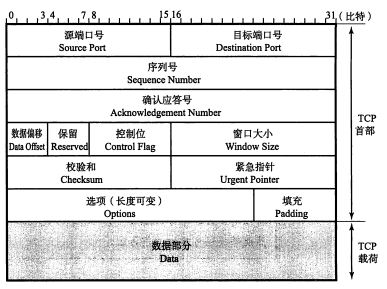 0 3 4 7 8 15 16 31 (比特)
源端口号 目标端口号
Source Port Destination Port
序列号
Sequence Number
确认应答号
Acknowledgement Number
数据偏移 保留 控制位 窗口大小
Data Offset Reserved Control Flag Window Size
校验和 紧急指针
Checksum Urgent Pointer
选项（长度可变） 填充
Options Padding
TCP
首部
数据部分
Data
TCP
载荷